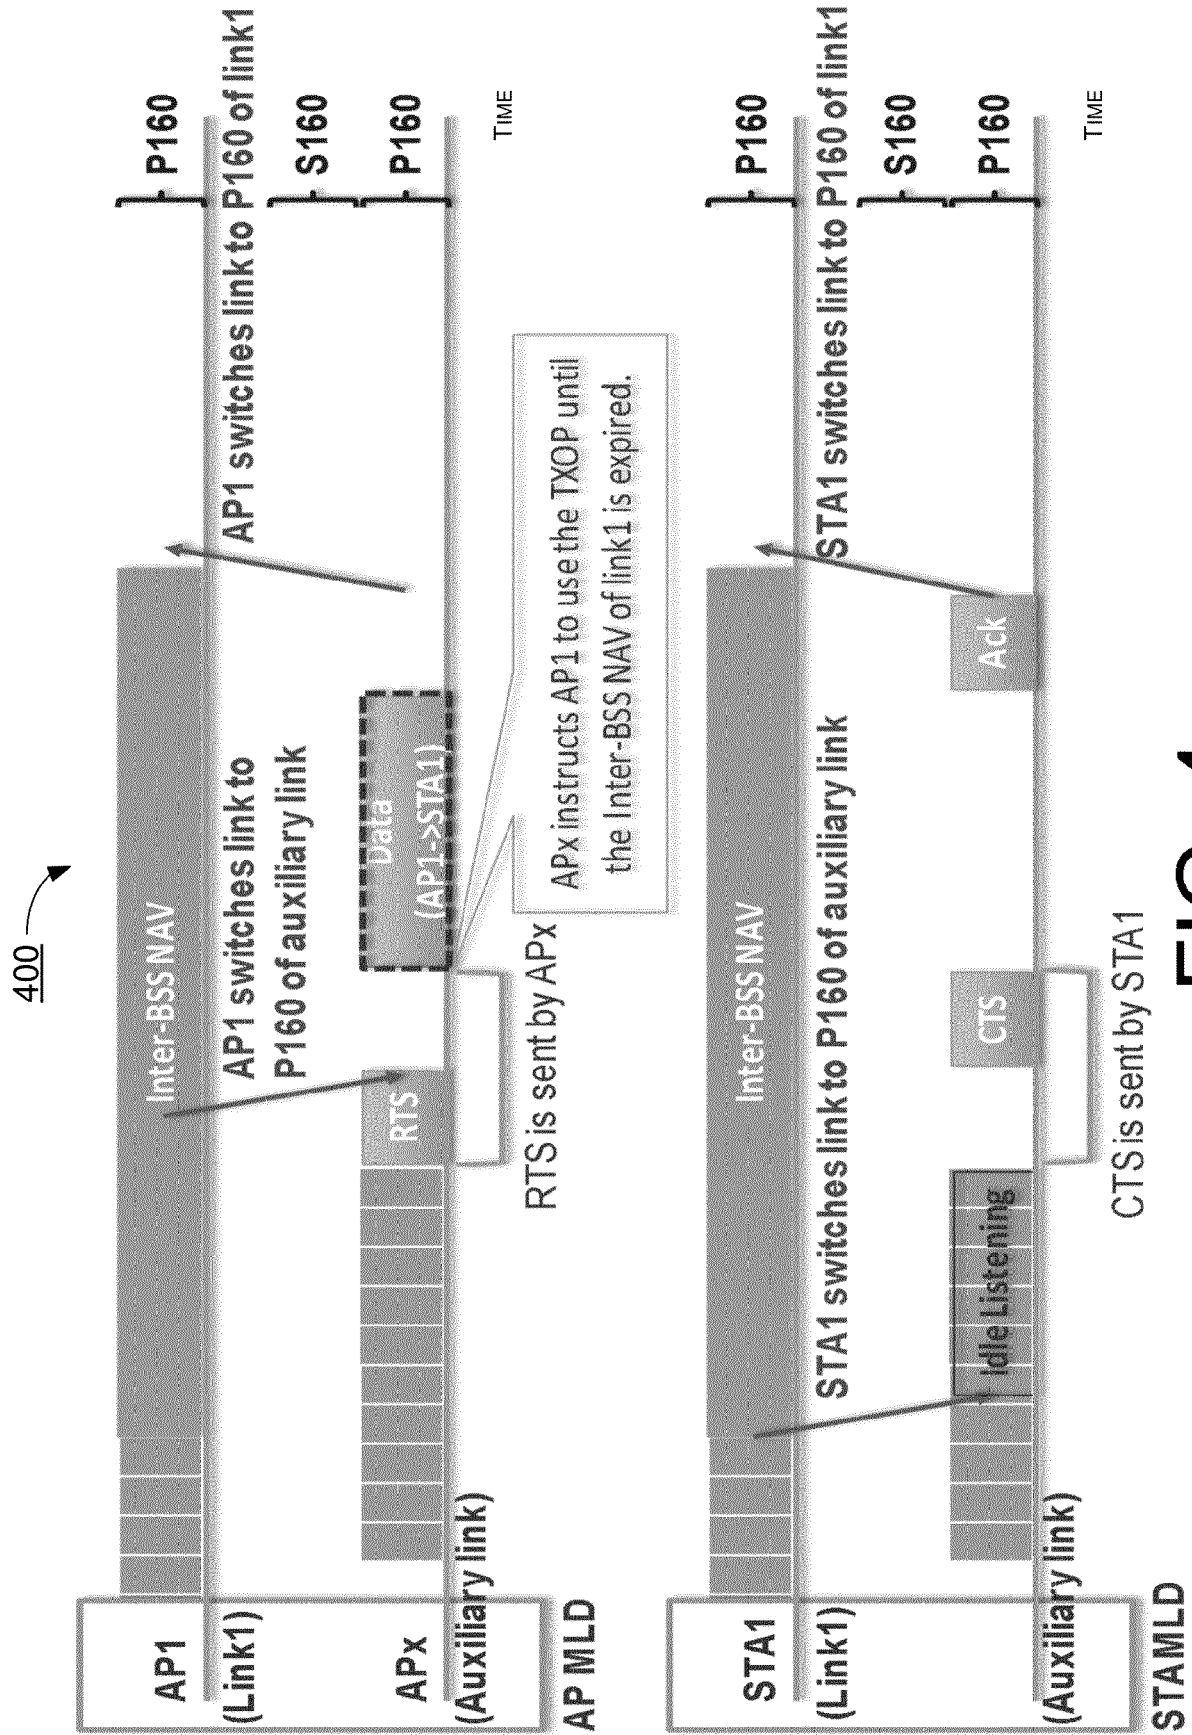 400
P160
AP1
(Link1)
Inter-BSS NAV
AP1 switches link to
P160 of auxiliary link
AP1 switches link to P160 of link1
S160
P160
APx
(Auxiliary link)
RTS
Data
(AP1->STA1)
TIME
AP MLD
RTS is sent by APx
APx instructs AP1 to use the TXOP until
the Inter-BSS NAV of link1 is expired.
P160
STA1
(Link1)
Inter-BSS NAV
STA1 switches link to P160 of auxiliary link
STA1 switches link to P160 of link1
S160
P160
(Auxiliary link)
Idle Listening
CTS
Ack
TIME
STAMLD
CTS is sent by STA1